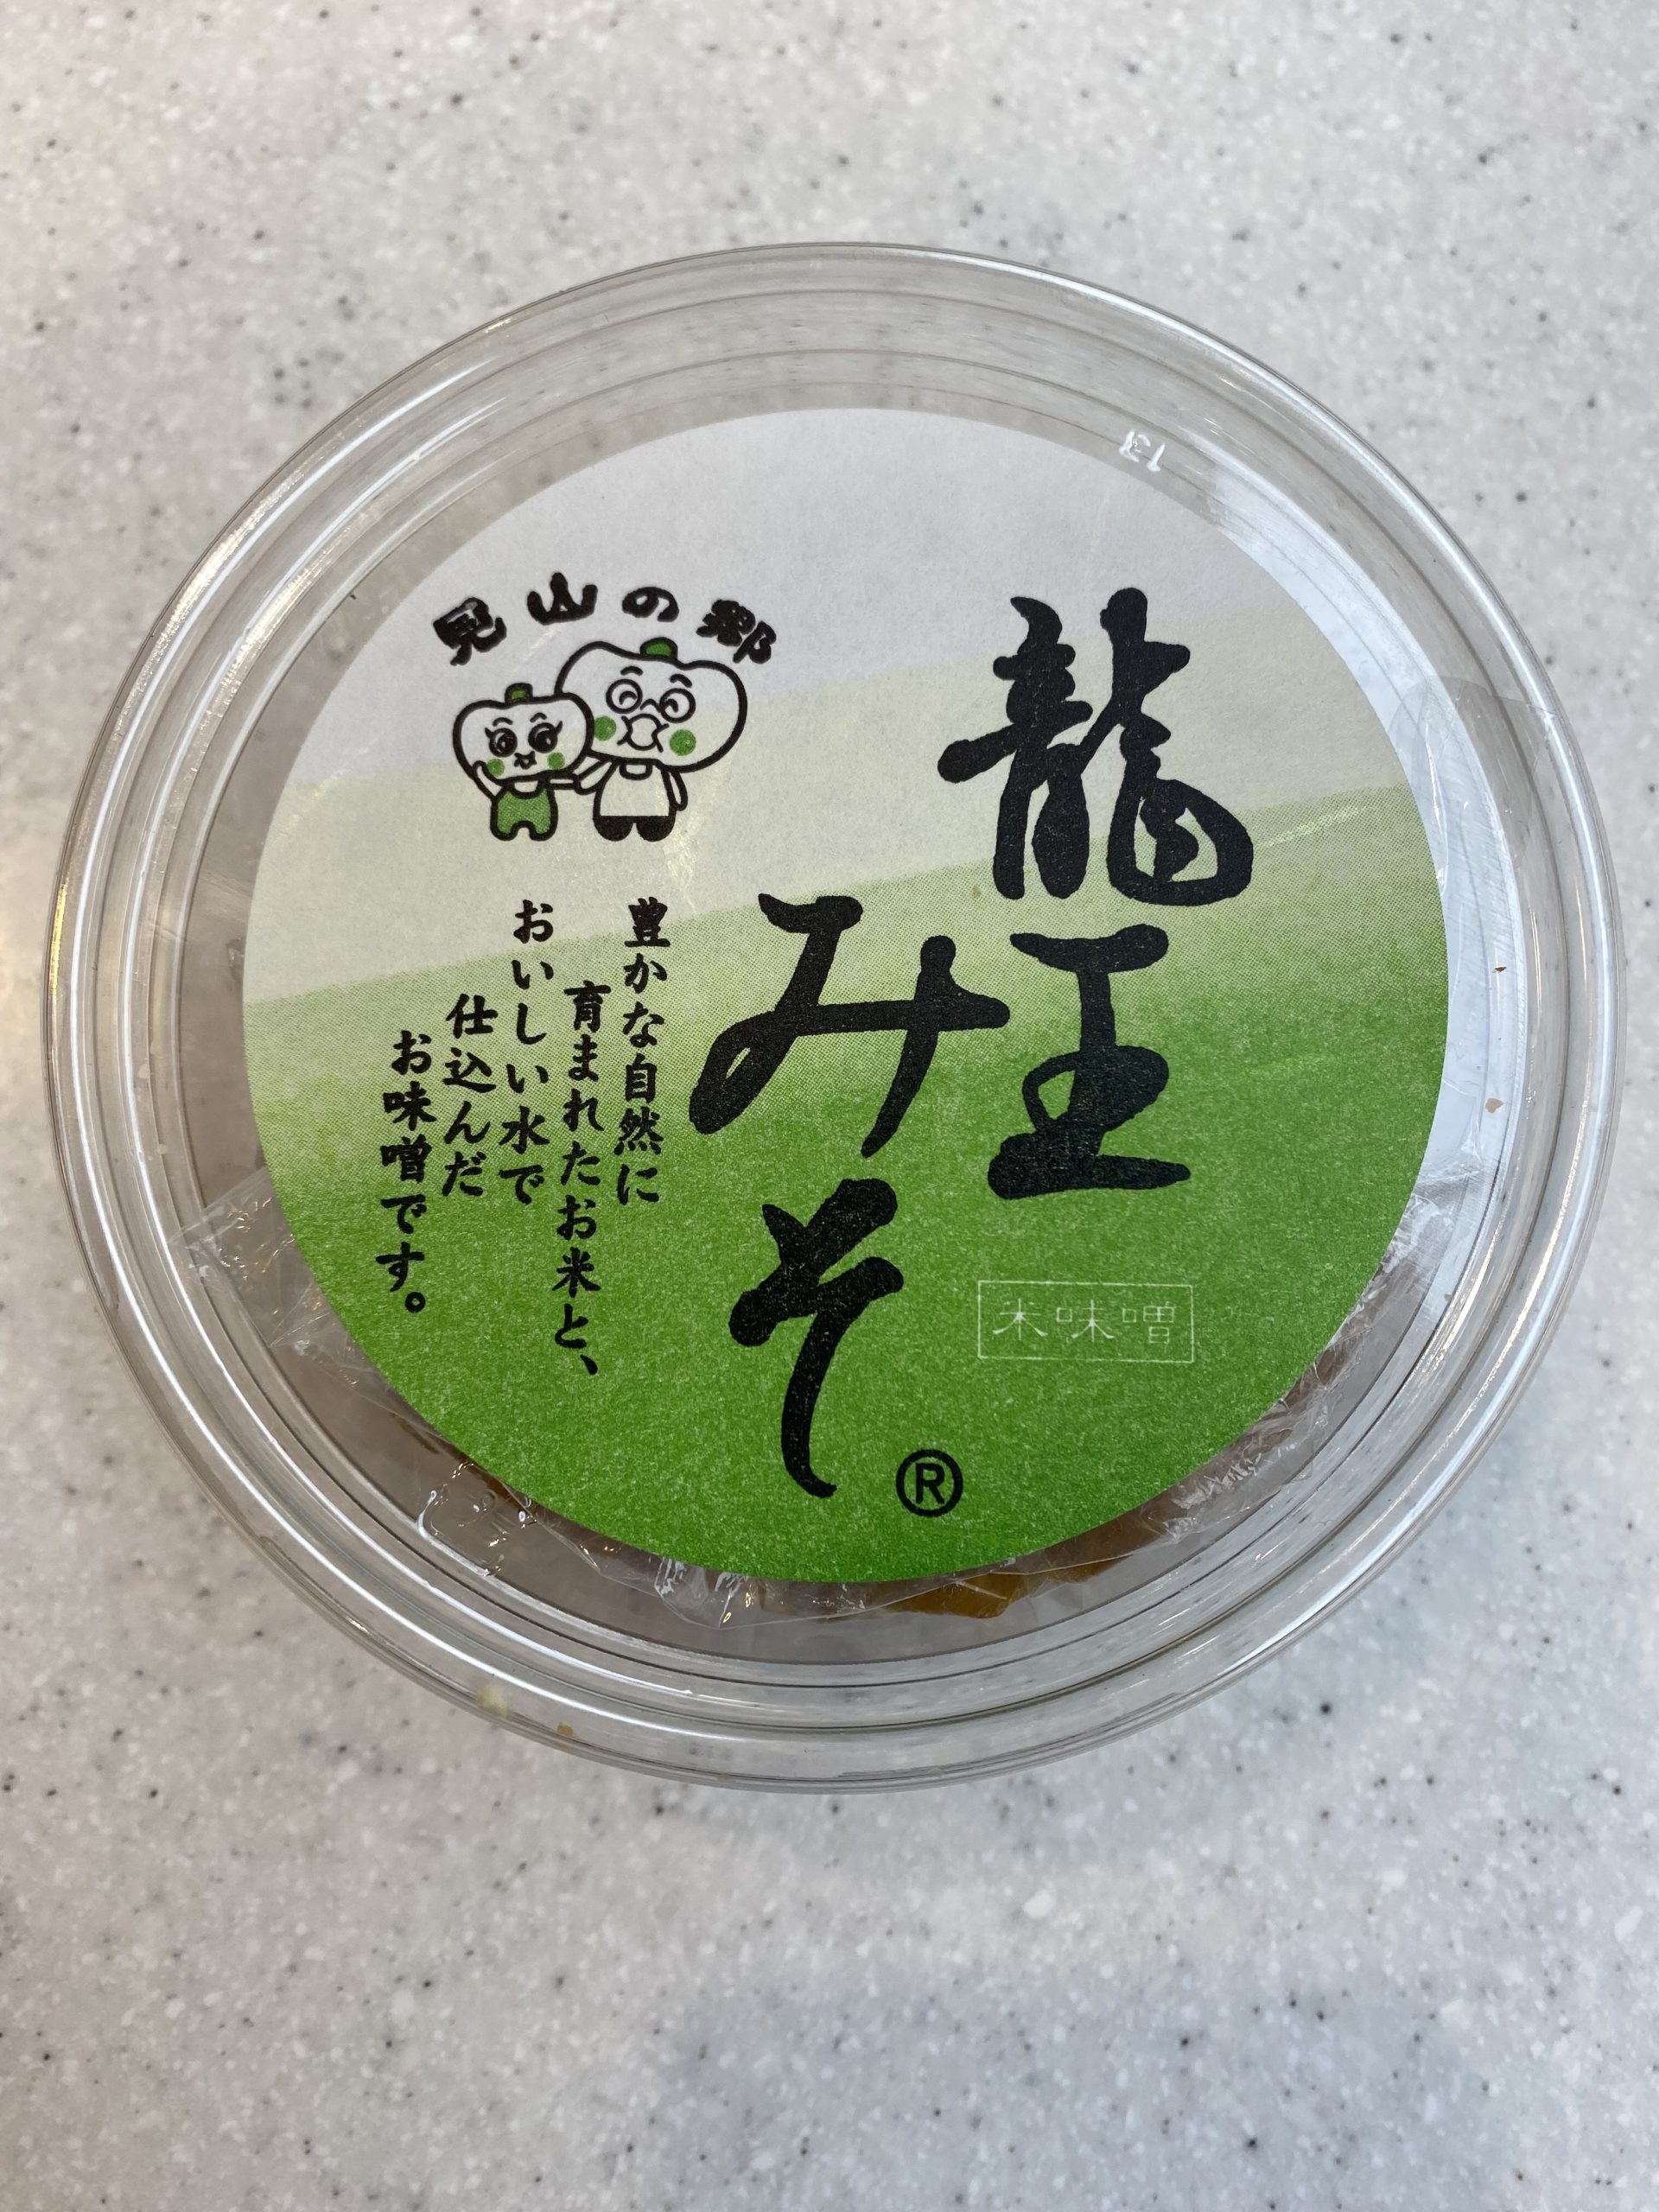 見山の郷
龍王
みそ
®
米味噌
豊かな自然に
育まれたお米と、
おいしい水で
仕込んだ
お味噌です。
13